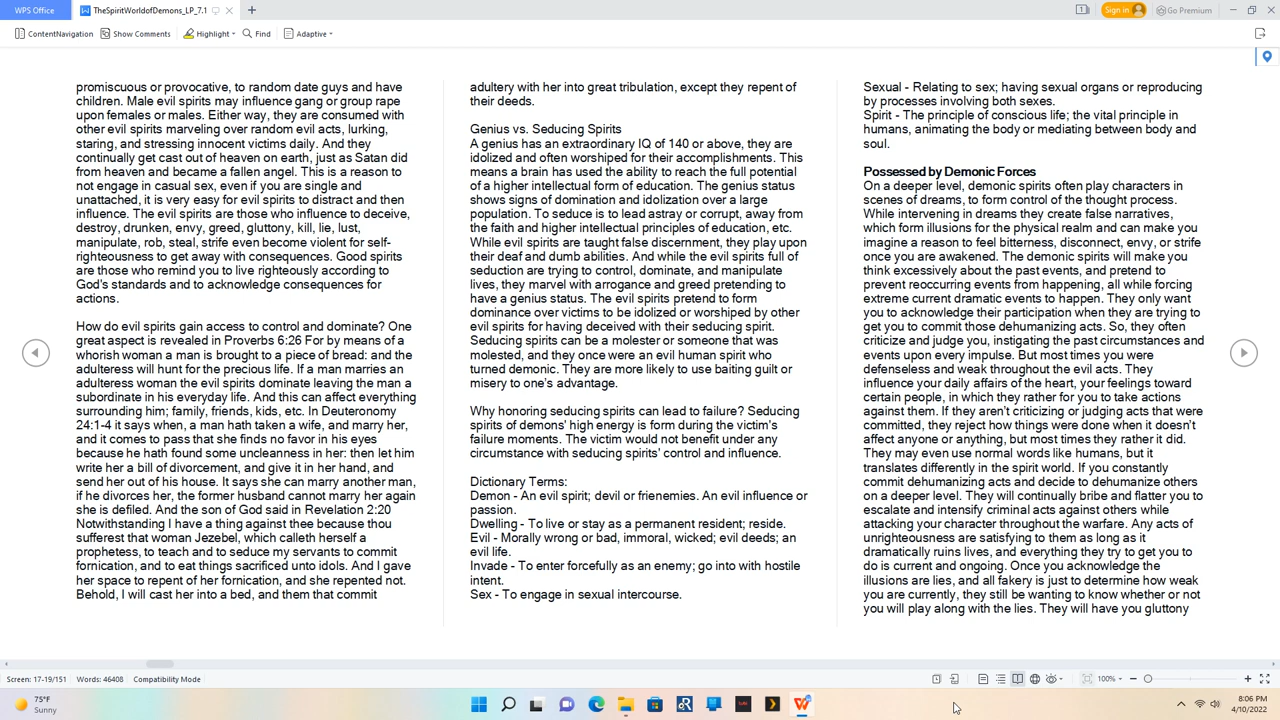 WPS Office
TheSpiritWorldofDemons_LP_7.1
Sign in
Go Premium
ContentNavigation
Show Comments
Highlight
Find
Adaptive
promiscuous or provocative, to random date guys and have
children. Male evil spirits may influence gang or group rape
upon females or males. Either way, they are consumed with
other evil spirits marveling over random evil acts, lurking,
staring, and stressing innocent victims daily. And they
continually get cast out of heaven on earth, just as Satan did
from heaven and became a fallen angel. This is a reason to
not engage in casual sex, even if you are single and
unattached, it is very easy for evil spirits to distract and then
influence. The evil spirits are those who influence to deceive,
destroy, drunken, envy, greed, gluttony, kill, lie, lust,
manipulate, rob, steal, strife even become violent for self-
righteousness to get away with consequences. Good spirits
are those who remind you to live righteously according to
God's standards and to acknowledge consequences for
actions.
How do evil spirits gain access to control and dominate? One
great aspect is revealed in Proverbs 6:26 For by means of a
whorish woman a man is brought to a piece of bread: and the
adulteress will hunt for the precious life. If a man marries an
adulteress woman the evil spirits dominate leaving the man a
subordinate in his everyday life. And this can affect everything
surrounding him; family, friends, kids, etc. In Deuteronomy
24:1-4 it says when, a man hath taken a wife, and marry her,
and it comes to pass that she finds no favor in his eyes
because he hath found some uncleanness in her: then let him
write her a bill of divorcement, and give it in her hand, and
send her out of his house. It says she can marry another man,
if he divorces her, the former husband cannot marry her again
she is defiled. And the son of God said in Revelation 2:20
Notwithstanding I have a thing against thee because thou
sufferest that woman Jezebel, which calleth herself a
prophetess, to teach and to seduce my servants to commit
fornication, and to eat things sacrificed unto idols. And I gave
her space to repent of her fornication, and she repented not.
Behold, I will cast her into a bed, and them that commit
adultery with her into great tribulation, except they repent of
their deeds.
Genius vs. Seducing Spirits
A genius has an extraordinary IQ of 140 or above, they are
idolized and often worshiped for their accomplishments. This
means a brain has used the ability to reach the full potential
of a higher intellectual form of education. The genius status
shows signs of domination and idolization over a large
population. To seduce is to lead astray or corrupt, away from
the faith and higher intellectual principles of education, etc.
While evil spirits are taught false discernment, they play upon
their deaf and dumb abilities. And while the evil spirits full of
seduction are trying to control, dominate, and manipulate
lives, they marvel with arrogance and greed pretending to
have a genius status. The evil spirits pretend to form
dominance over victims to be idolized or worshiped by other
evil spirits for having deceived with their seducing spirit.
Seducing spirits can be a molester or someone that was
molested, and they once were an evil human spirit who
turned demonic. They are more likely to use baiting guilt or
misery to one's advantage.
Why honoring seducing spirits can lead to failure? Seducing
spirits of demons' high energy is form during the victim's
failure moments. The victim would not benefit under any
circumstance with seducing spirits' control and influence.
Dictionary Terms:
Demon - An evil spirit; devil or frienemies. An evil influence or
passion.
Dwelling - To live or stay as a permanent resident; reside.
Evil - Morally wrong or bad, immoral, wicked; evil deeds; an
evil life.
Invade - To enter forcefully as an enemy; go into with hostile
intent.
Sex - To engage in sexual intercourse.
Sexual - Relating to sex; having sexual organs or reproducing
by processes involving both sexes.
Spirit - The principle of conscious life; the vital principle in
humans, animating the body or mediating between body and
soul.
Possessed by Demonic Forces
On a deeper level, demonic spirits often play characters in
scenes of dreams, to form control of the thought process.
While intervening in dreams they create false narratives,
which form illusions for the physical realm and can make you
imagine a reason to feel bitterness, disconnect, envy, or strife
once you are awakened. The demonic spirits will make you
think excessively about the past events, and pretend to
prevent reoccurring events from happening, all while forcing
extreme current dramatic events to happen. They only want
you to acknowledge their participation when they are trying to
get you to commit those dehumanizing acts. So, they often
criticize and judge you, instigating the past circumstances and
events upon every impulse. But most times you were
defenseless and weak throughout the evil acts. They
influence your daily affairs of the heart, your feelings toward
certain people, in which they rather for you to take actions
against them. If they aren't criticizing or judging acts that were
committed, they reject how things were done when it doesn't
affect anyone or anything, but most times they rather it did.
They may even use normal words like humans, but it
translates differently in the spirit world. If you constantly
commit dehumanizing acts and decide to dehumanize others
on a deeper level. They will continually bribe and flatter you to
escalate and intensify criminal acts against others while
attacking your character throughout the warfare. Any acts of
unrighteousness are satisfying to them as long as it
dramatically ruins lives, and everything they try to get you to
do is current and ongoing. Once you acknowledge the
illusions are lies, and all fakery is just to determine how weak
you are currently, they still be wanting to know whether or not
you will play along with the lies. They will have you gluttony
Screen: 17-19/151
Words: 46408
Compatibility Mode
100%
75°F
Sunny
6:06 PM
4/10/2022